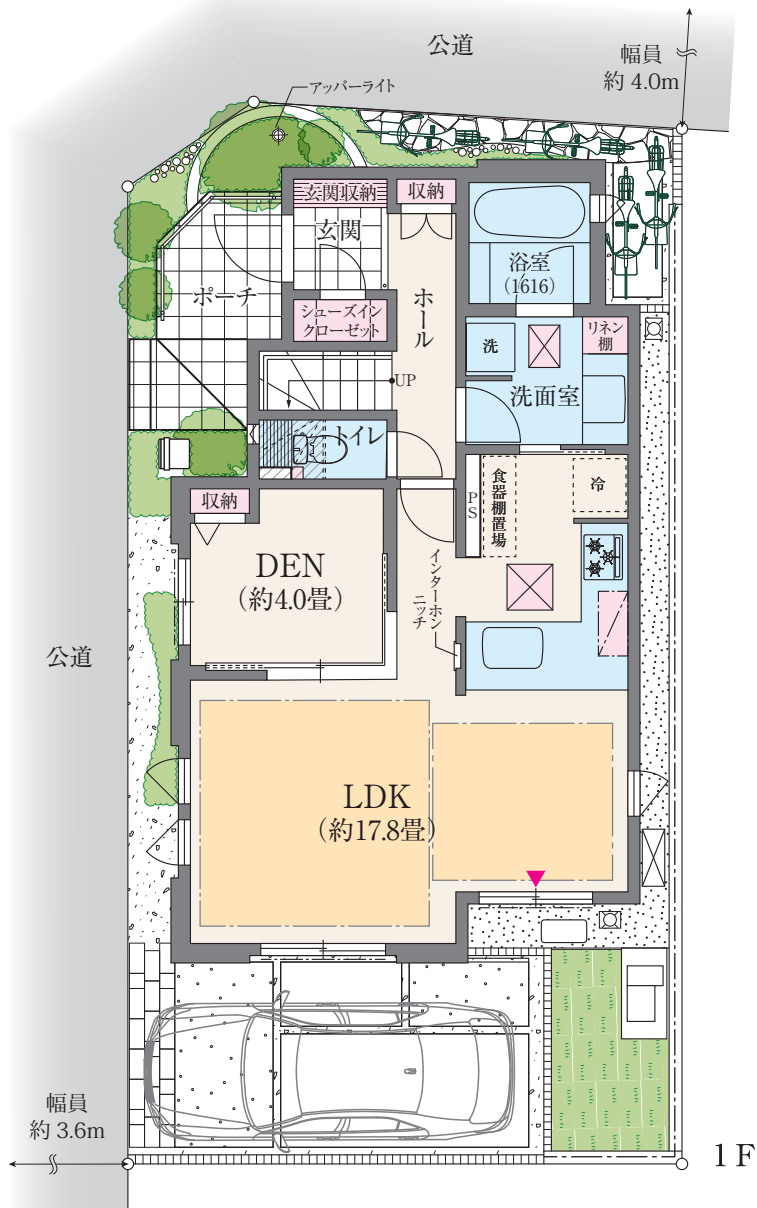 公道
幅員
約 4.0m
アッパーライト
玄関収納
収納
玄関
浴室
(1616)
ポーチ
ホール
シューズイン
クローゼット
洗
リネン
棚
UP
洗面室
トイレ
PS
食器棚置場
冷
収納
DEN
(約4.0畳)
インターホン
ニッチ
公道
LDK
(約17.8畳)
幅員
約 3.6m
1F